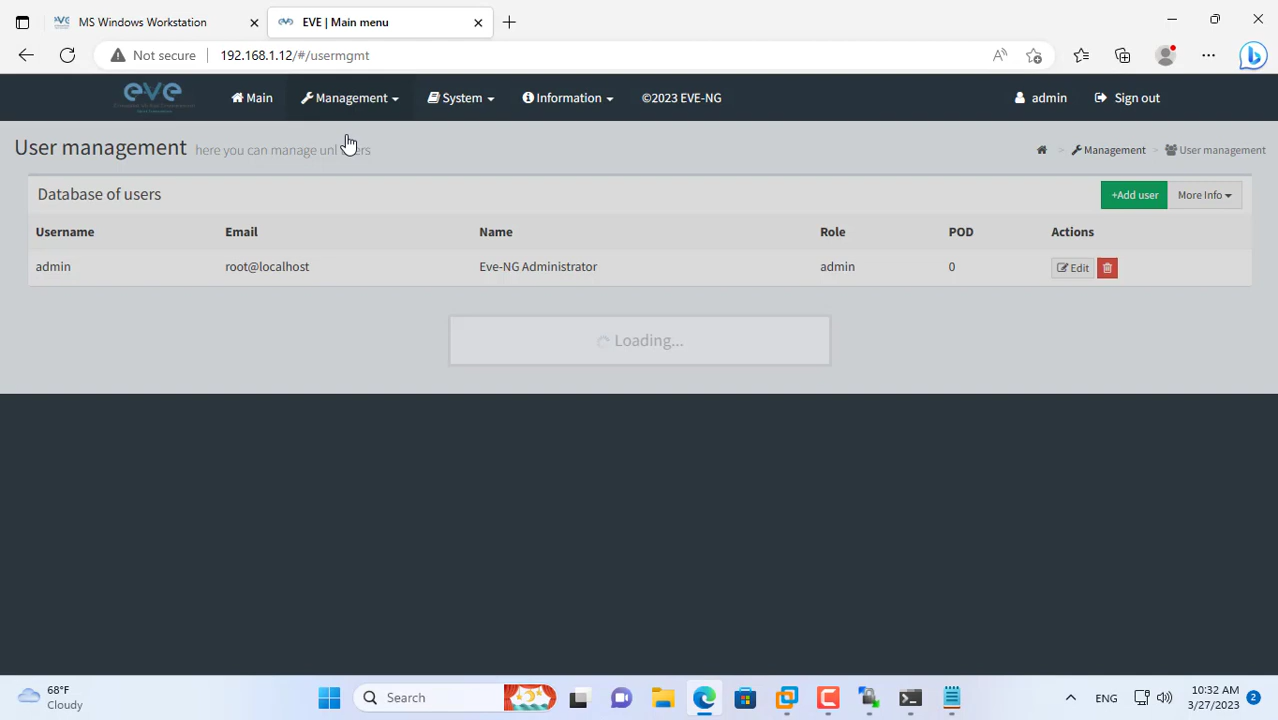 MS Windows Workstation
EVE | Main menu
Not secure
192.168.1.12/#/usermgmt
eve
Main
Management
System
Information
©2023 EVE-NG
admin
Sign out
User management
here you can manage unl
ers
Management
>
User management
Database of users
+Add user
More Info
Username
Email
Name
Role
POD
Actions
admin
root@localhost
Eve-NG Administrator
admin
0
Edit
Loading...
68°F
Cloudy
Search
ENG
10:32 AM
3/27/2023
2